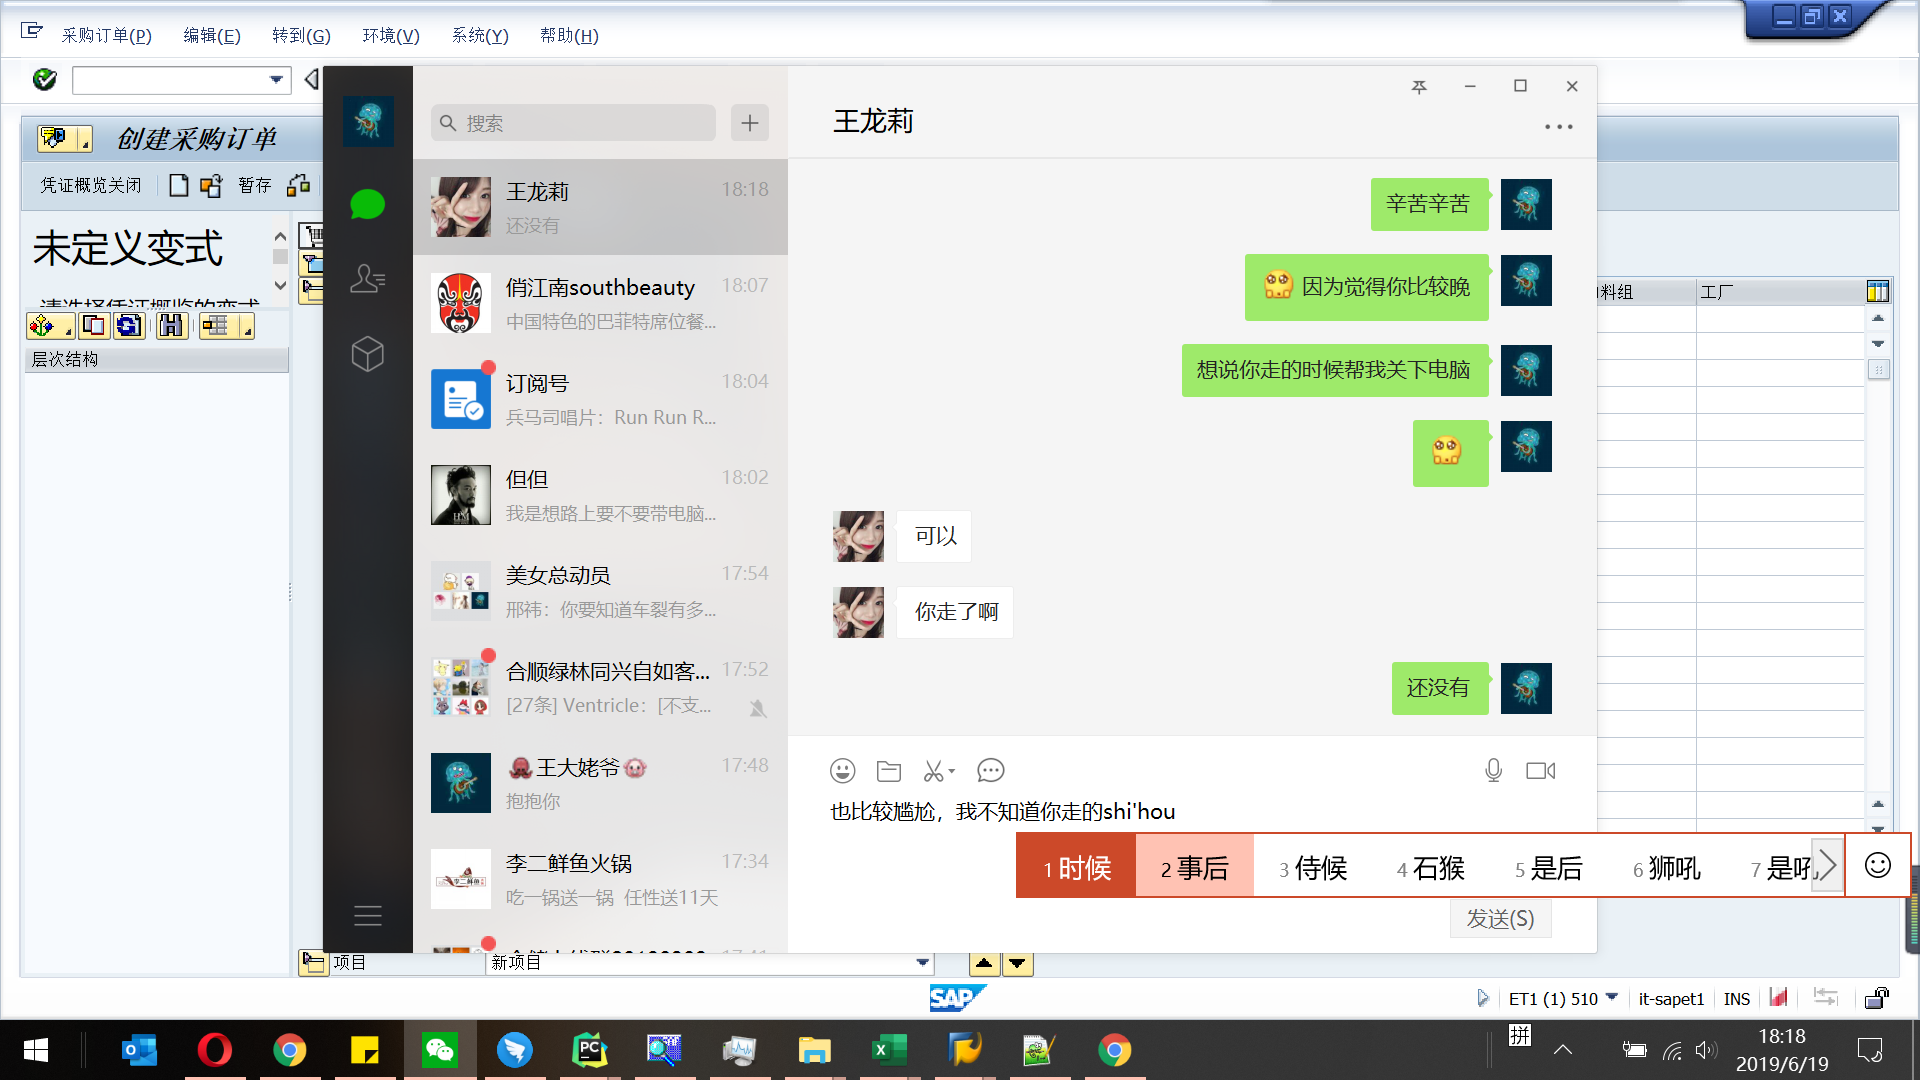 采购订单(P) 编辑(E) 转到(G) 环境(V) 系统(Y) 帮助(H)
创建采购订单
凭证概览关闭 暂存
未定义变式
请选择凭证概览的变式
层次结构
料组 工厂
项目 新项目
搜索
王龙莉 18:18
还没有
俏江南southbeauty 18:07
中国特色的巴菲特席位餐...
订阅号 18:04
兵马司唱片：Run Run R...
但但 18:02
我是想路上要不要带电脑...
美女总动员 17:54
邢祎：你要知道车裂有多...
合顺绿林同兴自如客... 17:52
[27条] Ventricle：[不支...
王大姥爷 17:48
抱抱你
李二鲜鱼火锅 17:34
吃一锅送一锅 任性送11天
17:41
王龙莉
辛苦辛苦
因为觉得你比较晚
想说你走的时候帮我关下电脑
可以
你走了啊
还没有
也比较尴尬，我不知道你走的shi'hou
1 时候 2 事后 3 侍候 4 石猴 5 是后 6 狮吼 7 是吼
发送(S)
SAP
ET1 (1) 510 it-sapet1 INS
拼
18:18
2019/6/19